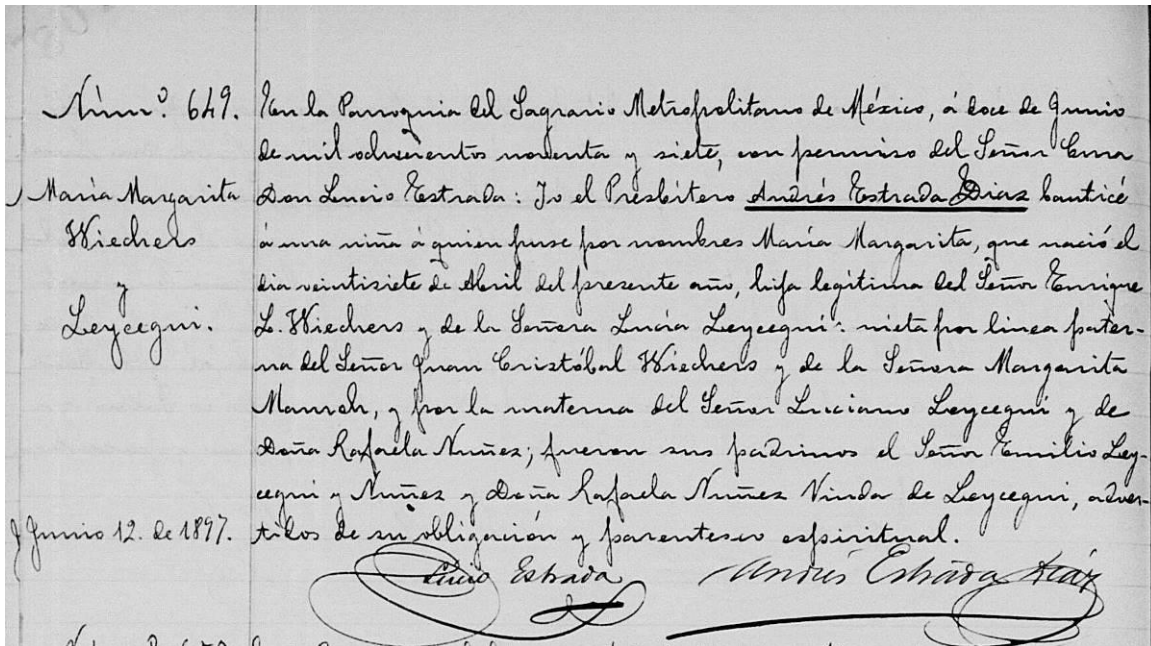 Núm.º 649.
María Margarita
Wiechers
y
Leycegui.
Junio 12. de 1897.
En la Parroquia del Sagrario Metropolitano de México, á doce de Junio
de mil ochocientos noventa y siete, con permiso del Señor Cura
Don Lucio Estrada: Yo el Presbítero Andrés Estrada Diaz bauticé
á una niña á quien puse por nombres María Margarita, que nació el
dia veintisiete de Abril del presente año, hija legítima del Señor Enrique
L. Wiechers y de la Señora Lucía Leycegui: nieta por linea pater-
na del Señor Juan Cristóbal Wiechers y de la Señora Margarita
y por la materna del Señor Luciano Leycegui y de
Doña Rafaela Nuñez; fueron sus padrinos el Señor Emilio Ley-
cegui y Nuñez y Doña Rafaela Nuñez Viuda de Leycegui, adver-
tidos de su obligación y parentesco espiritual.
Lucio Estrada Andrés Estrada Díaz